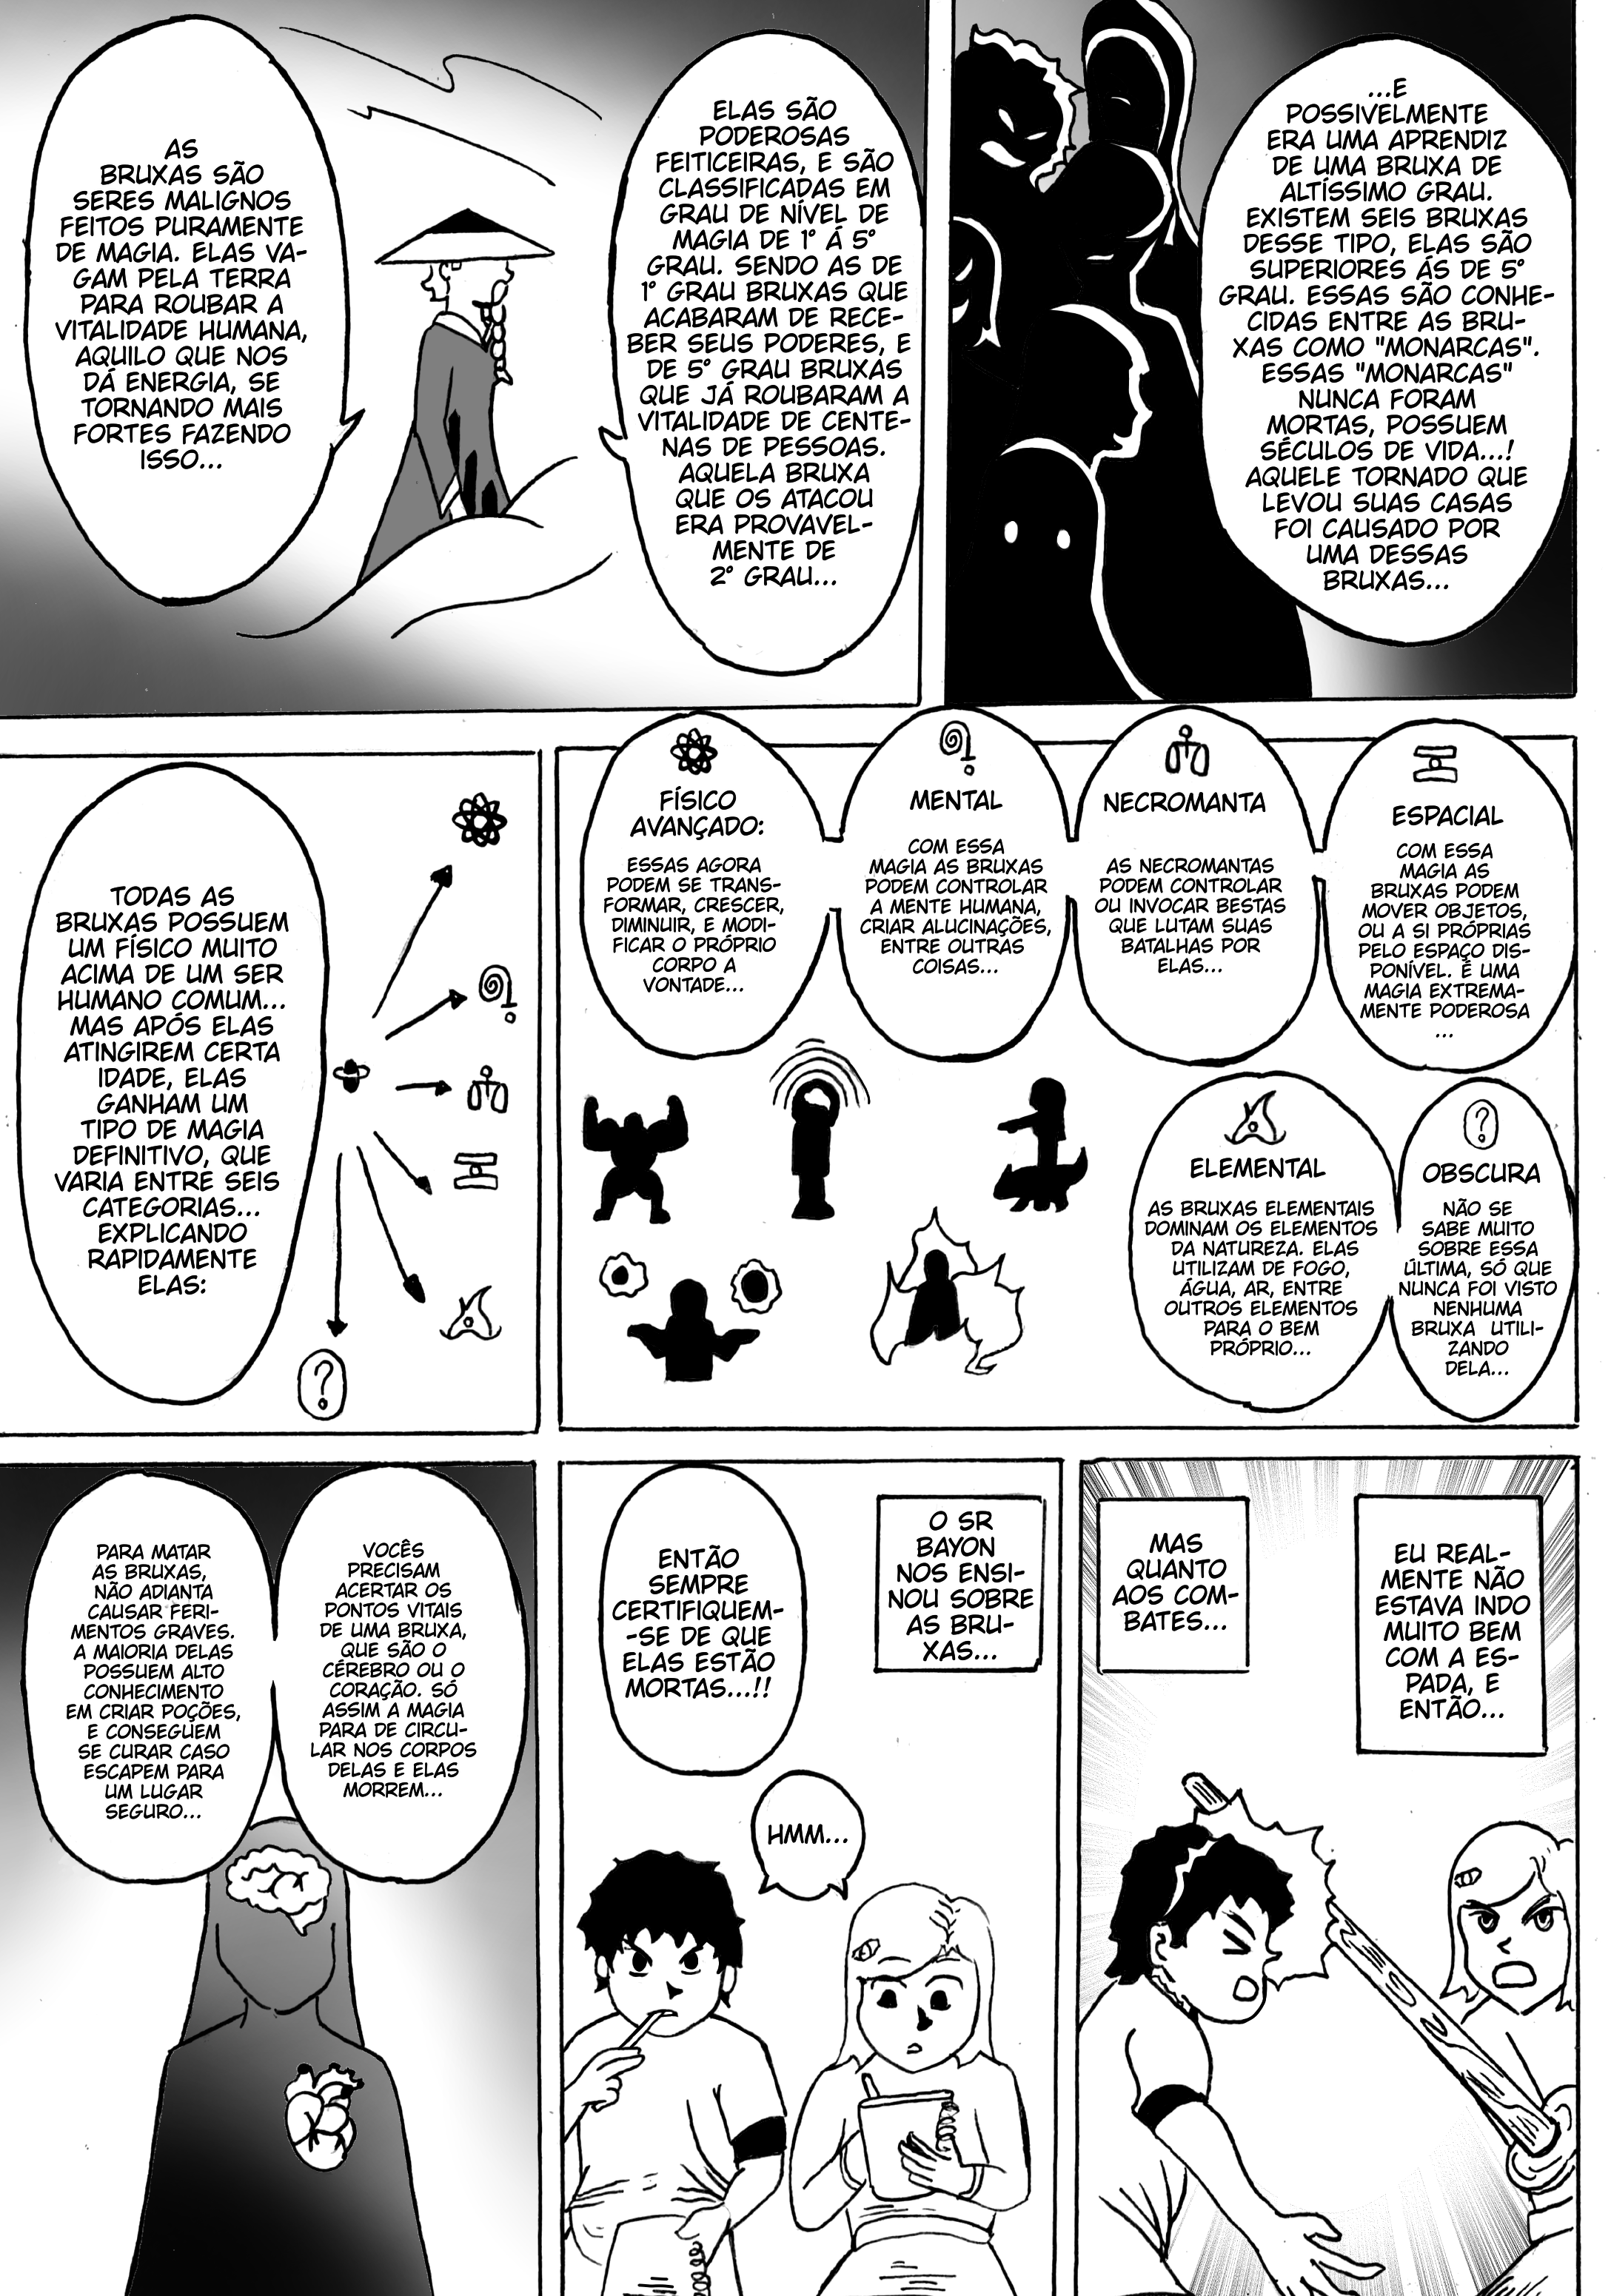 AS
BRUXAS SÃO
SERES MALIGNOS
FEITOS PURAMENTE
DE MAGIA. ELAS VA-
GAM PELA TERRA
PARA ROUBAR A
VITALIDADE HUMANA,
AQUILO QUE NOS
DÁ ENERGIA, SE
TORNANDO MAIS
FORTES FAZENDO
ISSO...
ELAS SÃO
PODEROSAS
FEITICEIRAS, E SÃO
CLASSIFICADAS EM
GRAU DE NÍVEL DE
MAGIA DE 1° Á 5°
GRAU. SENDO AS DE
1° GRAU BRUXAS QUE
ACABARAM DE RECE-
BER SEUS PODERES, E
DE 5° GRAU BRUXAS
QUE JÁ ROUBARAM A
VITALIDADE DE CENTE-
NAS DE PESSOAS.
AQUELA BRUXA
QUE OS ATACOU
ERA PROVAVEL-
MENTE DE
2° GRAU...
...E
POSSIVELMENTE
ERA UMA APRENDIZ
DE UMA BRUXA DE
ALTÍSSIMO GRAU.
EXISTEM SEIS BRUXAS
DESSE TIPO, ELAS SÃO
SUPERIORES ÁS DE 5°
GRAU. ESSAS SÃO CONHE-
CIDAS ENTRE AS BRU-
XAS COMO "MONARCAS".
ESSAS "MONARCAS"
NUNCA FORAM
MORTAS, POSSUEM
SÉCULOS DE VIDA...!
AQUELE TORNADO QUE
LEVOU SUAS CASAS
FOI CAUSADO POR
UMA DESSAS
BRUXAS...
TODAS AS
BRUXAS POSSUEM
UM FÍSICO MUITO
ACIMA DE UM SER
HUMANO COMUM...
MAS APÓS ELAS
ATINGIREM CERTA
IDADE, ELAS
GANHAM UM
TIPO DE MAGIA
DEFINITIVO, QUE
VARIA ENTRE SEIS
CATEGORIAS...
EXPLICANDO
RAPIDAMENTE
ELAS:
?
FÍSICO
AVANÇADO:
ESSAS AGORA
PODEM SE TRANS-
FORMAR, CRESCER,
DIMINUIR, E MODI-
FICAR O PRÓPRIO
CORPO A
VONTADE...
MENTAL
COM ESSA
MAGIA AS BRUXAS
PODEM CONTROLAR
A MENTE HUMANA,
CRIAR ALUCINAÇÕES,
ENTRE OUTRAS
COISAS...
NECROMANTA
AS NECROMANTAS
PODEM CONTROLAR
OU INVOCAR BESTAS
QUE LUTAM SUAS
BATALHAS POR
ELAS...
ESPACIAL
COM ESSA
MAGIA AS
BRUXAS PODEM
MOVER OBJETOS,
OU A SI PRÓPRIAS
PELO ESPAÇO DIS-
PONÍVEL. É UMA
MAGIA EXTREMA-
MENTE PODEROSA
...
ELEMENTAL
AS BRUXAS ELEMENTAIS
DOMINAM OS ELEMENTOS
DA NATUREZA. ELAS
UTILIZAM DE FOGO,
ÁGUA, AR, ENTRE
OUTROS ELEMENTOS
PARA O BEM
PRÓPRIO...
?
OBSCURA
NÃO SE
SABE MUITO
SOBRE ESSA
ÚLTIMA, SÓ QUE
NUNCA FOI VISTO
NENHUMA
BRUXA UTILI-
ZANDO
DELA...
PARA MATAR
AS BRUXAS,
NÃO ADIANTA
CAUSAR FERI-
MENTOS GRAVES.
A MAIORIA DELAS
POSSUEM ALTO
CONHECIMENTO
EM CRIAR POÇÕES,
E CONSEGUEM
SE CURAR CASO
ESCAPEM PARA
UM LUGAR
SEGURO...
VOCÊS
PRECISAM
ACERTAR OS
PONTOS VITAIS
DE UMA BRUXA,
QUE SÃO O
CÉREBRO OU O
CORAÇÃO. SÓ
ASSIM A MAGIA
PARA DE CIRCU-
LAR NOS CORPOS
DELAS E ELAS
MORREM...
ENTÃO
SEMPRE
CERTIFIQUEM-
-SE DE QUE
ELAS ESTÃO
MORTAS...!!
O SR
BAYON
NOS ENSI-
NOU SOBRE
AS BRU-
XAS...
HMM...
MAS
QUANTO
AOS COM-
BATES...
EU REAL-
MENTE NÃO
ESTAVA INDO
MUITO BEM
COM A ES-
PADA, E
ENTÃO...